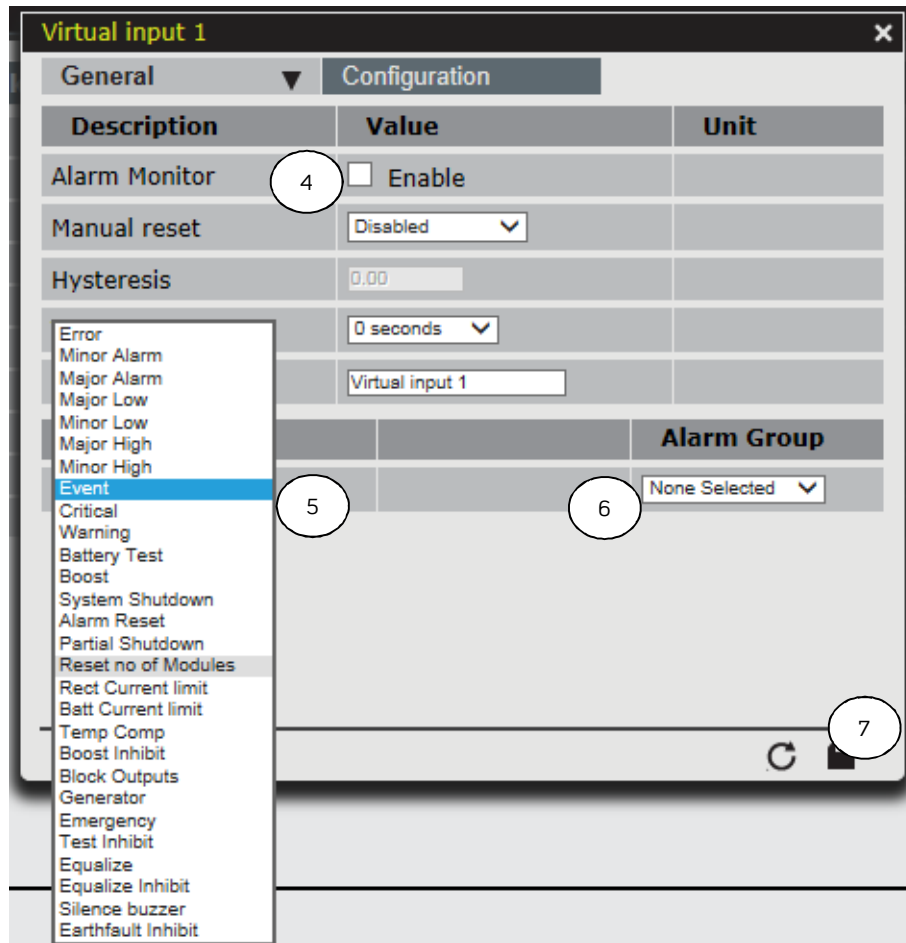 Virtual input 1
General Configuration
Description Value Unit
Alarm Monitor 4 Enable
Manual reset Disabled
Hysteresis 0.00
0 seconds
Virtual input 1
Alarm Group
5 6 None Selected
Error
Minor Alarm
Major Alarm
Major Low
Minor Low
Major High
Minor High
Event
Critical
Warning
Battery Test
Boost
System Shutdown
Alarm Reset
Partial Shutdown
Reset no of Modules
Rect Current limit
Batt Current limit
Temp Comp
Boost Inhibit
Block Outputs
Generator
Emergency
Test Inhibit
Equalize
Equalize Inhibit
Silence buzzer
Earthfault Inhibit
7